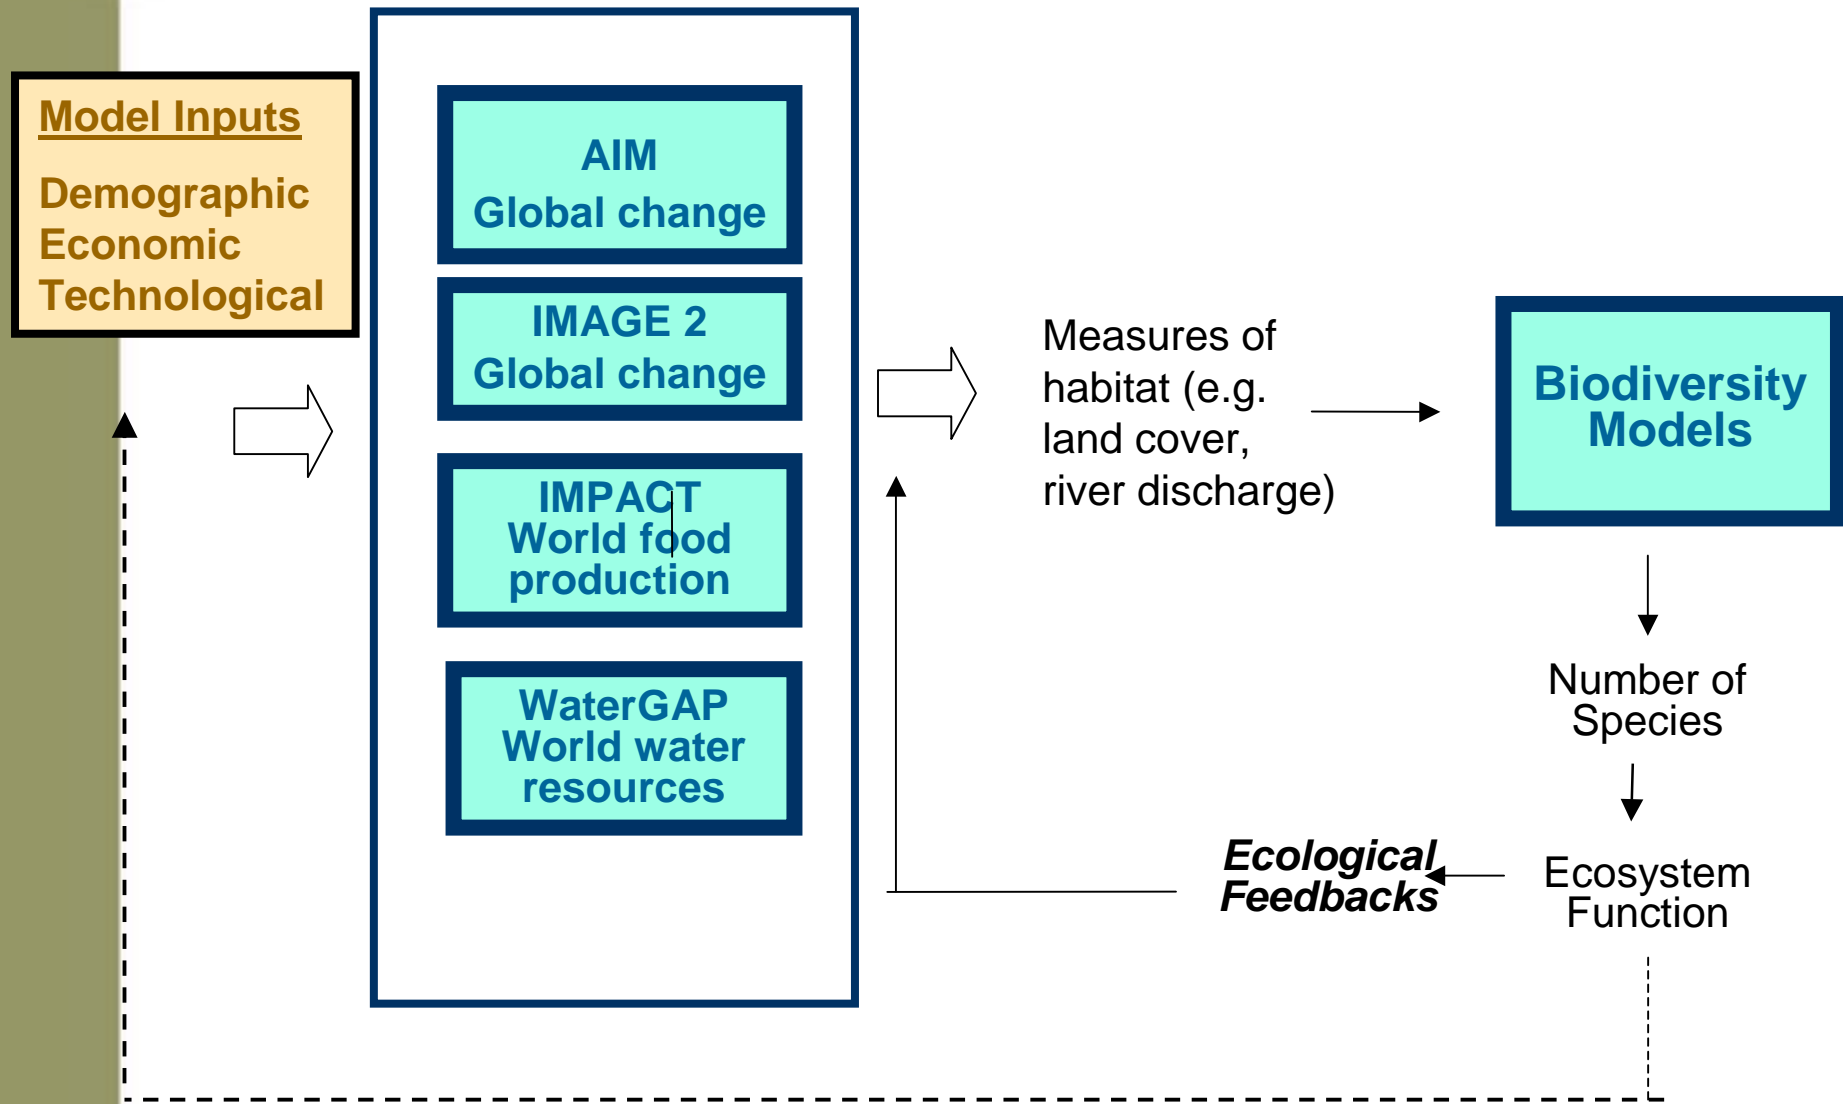 Model Inputs
Demographic
Economic
Technological
AIM
Global change
IMAGE 2
Global change
IMPACT
World food
production
WaterGAP
World water
resources
Measures of
habitat (e.g.
land cover,
river discharge)
Biodiversity
Models
Number of
Species
Ecosystem
Function
Ecological
Feedbacks